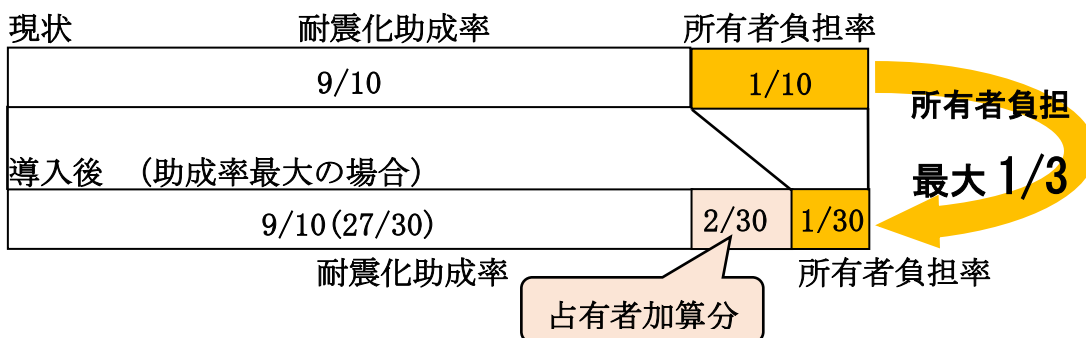 現状 耐震化助成率 所有者負担率
9/10 1/10
所有者負担
最大 1/3
導入後 (助成率最大の場合)
9/10(27/30) 2/30 1/30
耐震化助成率 所有者負担率
占有者加算分